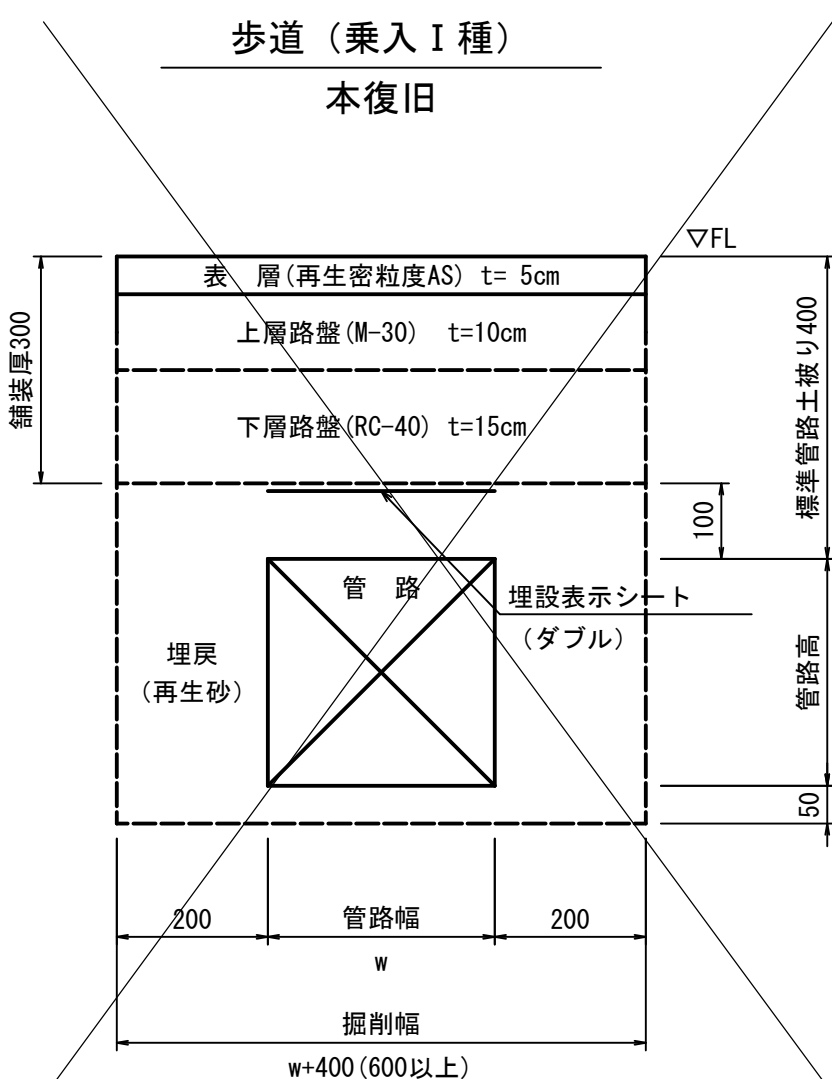 歩道（乗入Ⅰ種）
本復旧
▽FL
表　層(再生密粒度AS) t= 5cm
上層路盤(M-30) t=10cm
下層路盤(RC-40) t=15cm
舗装厚300
標準管路土被り400
100
管　路
埋設表示シート
（ダブル）
埋戻
（再生砂）
管路高
50
200
管路幅
200
w
掘削幅
w+400(600以上)